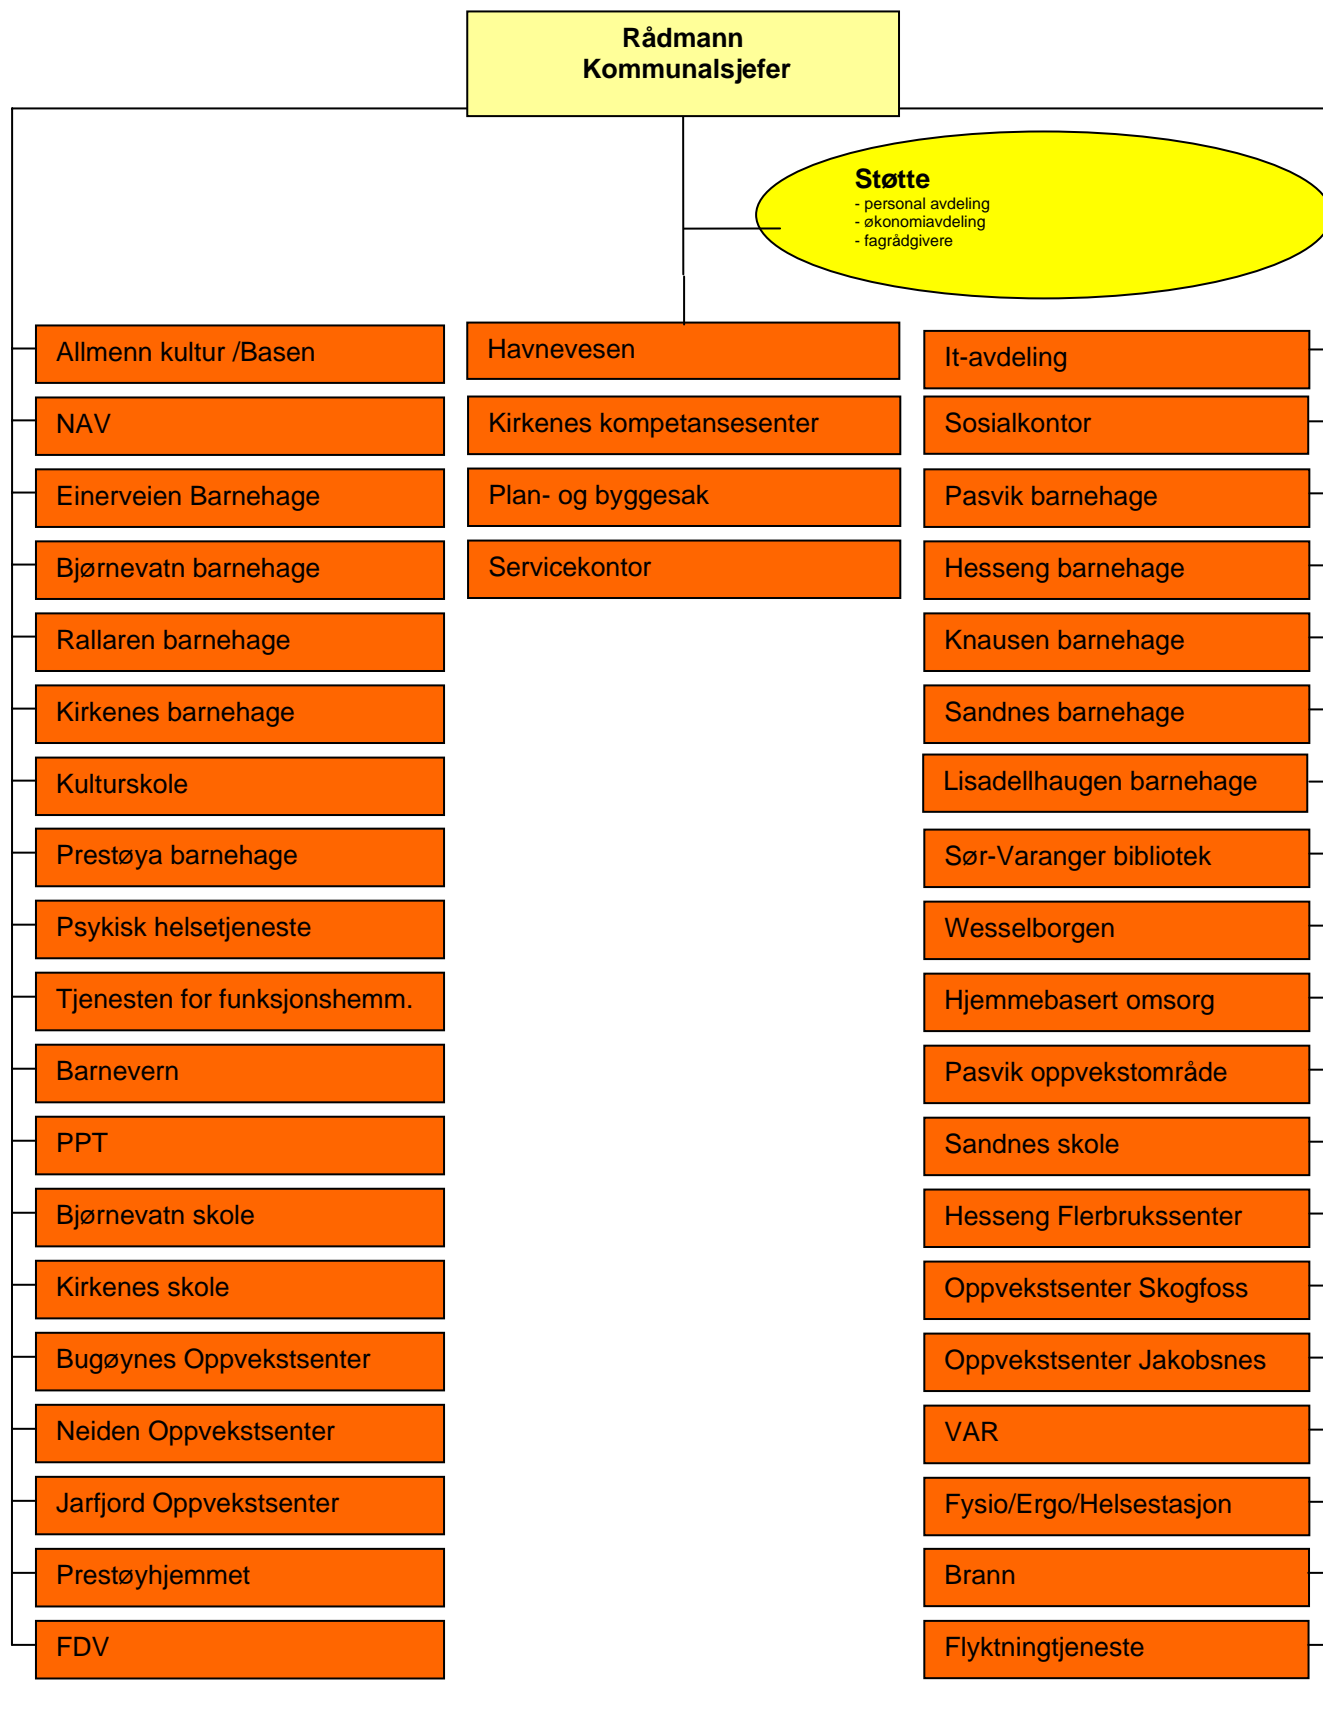 Rådmann
Kommunalsjefer
Støtte
- personal avdeling
- økonomiavdeling
- fagrådgivere
Allmenn kultur /Basen
NAV
Einerveien Barnehage
Bjørnevatn barnehage
Rallaren barnehage
Kirkenes barnehage
Kulturskole
Prestøya barnehage
Psykisk helsetjeneste
Tjenesten for funksjonshemm.
Barnevern
PPT
Bjørnevatn skole
Kirkenes skole
Bugøynes Oppvekstsenter
Neiden Oppvekstsenter
Jarfjord Oppvekstsenter
Prestøyhjemmet
FDV
Havnevesen
Kirkenes kompetansesenter
Plan- og byggesak
Servicekontor
It-avdeling
Sosialkontor
Pasvik barnehage
Hesseng barnehage
Knausen barnehage
Sandnes barnehage
Lisadellhaugen barnehage
Sør-Varanger bibliotek
Wesselborgen
Hjemmebasert omsorg
Pasvik oppvekstområde
Sandnes skole
Hesseng Flerbrukssenter
Oppvekstsenter Skogfoss
Oppvekstsenter Jakobsnes
VAR
Fysio/Ergo/Helsestasjon
Brann
Flyktningtjeneste